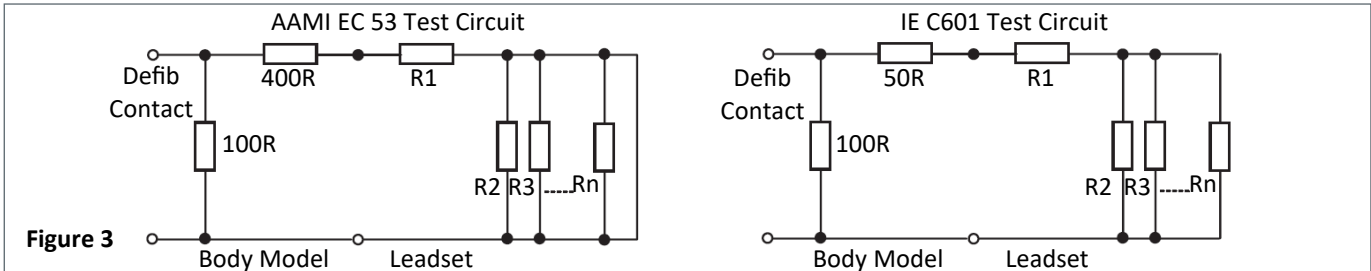 AAMI EC 53 Test Circuit
Defib
Contact
400R
R1
100R
R2 R3 ----- Rn
Body Model
Leadset
IE C601 Test Circuit
Defib
Contact
50R
R1
100R
R2 R3 ----- Rn
Body Model
Leadset
Figure 3